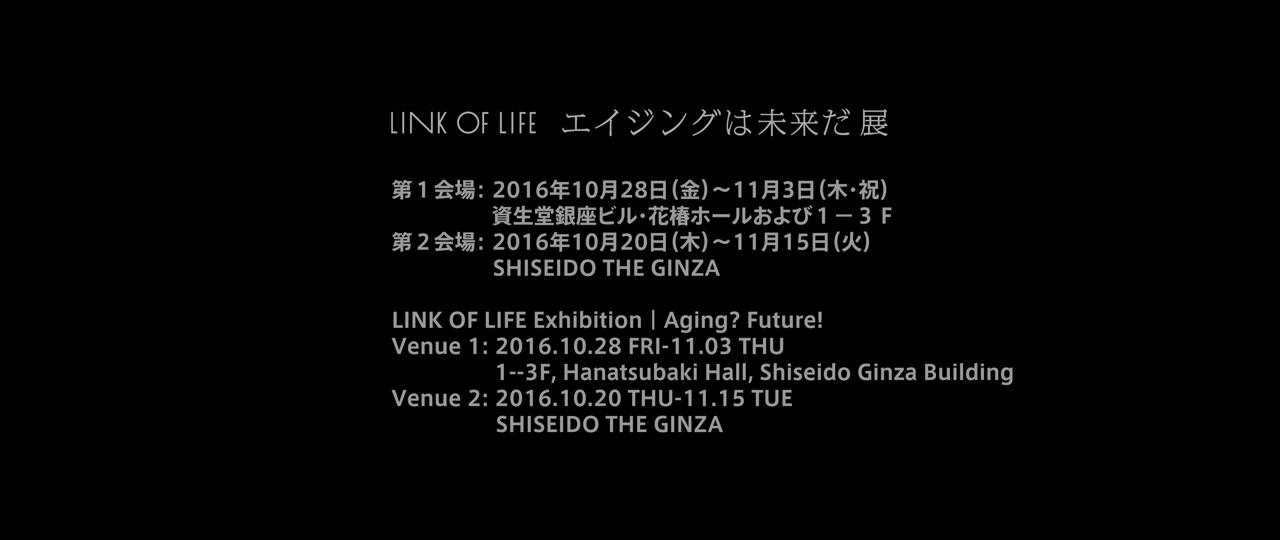 LINK OF LIFE エイジングは未来だ 展
第1会場: 2016年10月28日(金)～11月3日(木・祝)
資生堂銀座ビル・花椿ホールおよび1－3 F
第2会場: 2016年10月20日(木)～11月15日(火)
SHISEIDO THE GINZA
LINK OF LIFE Exhibition | Aging? Future!
Venue 1: 2016.10.28 FRI-11.03 THU
1--3F, Hanatsubaki Hall, Shiseido Ginza Building
Venue 2: 2016.10.20 THU-11.15 TUE
SHISEIDO THE GINZA